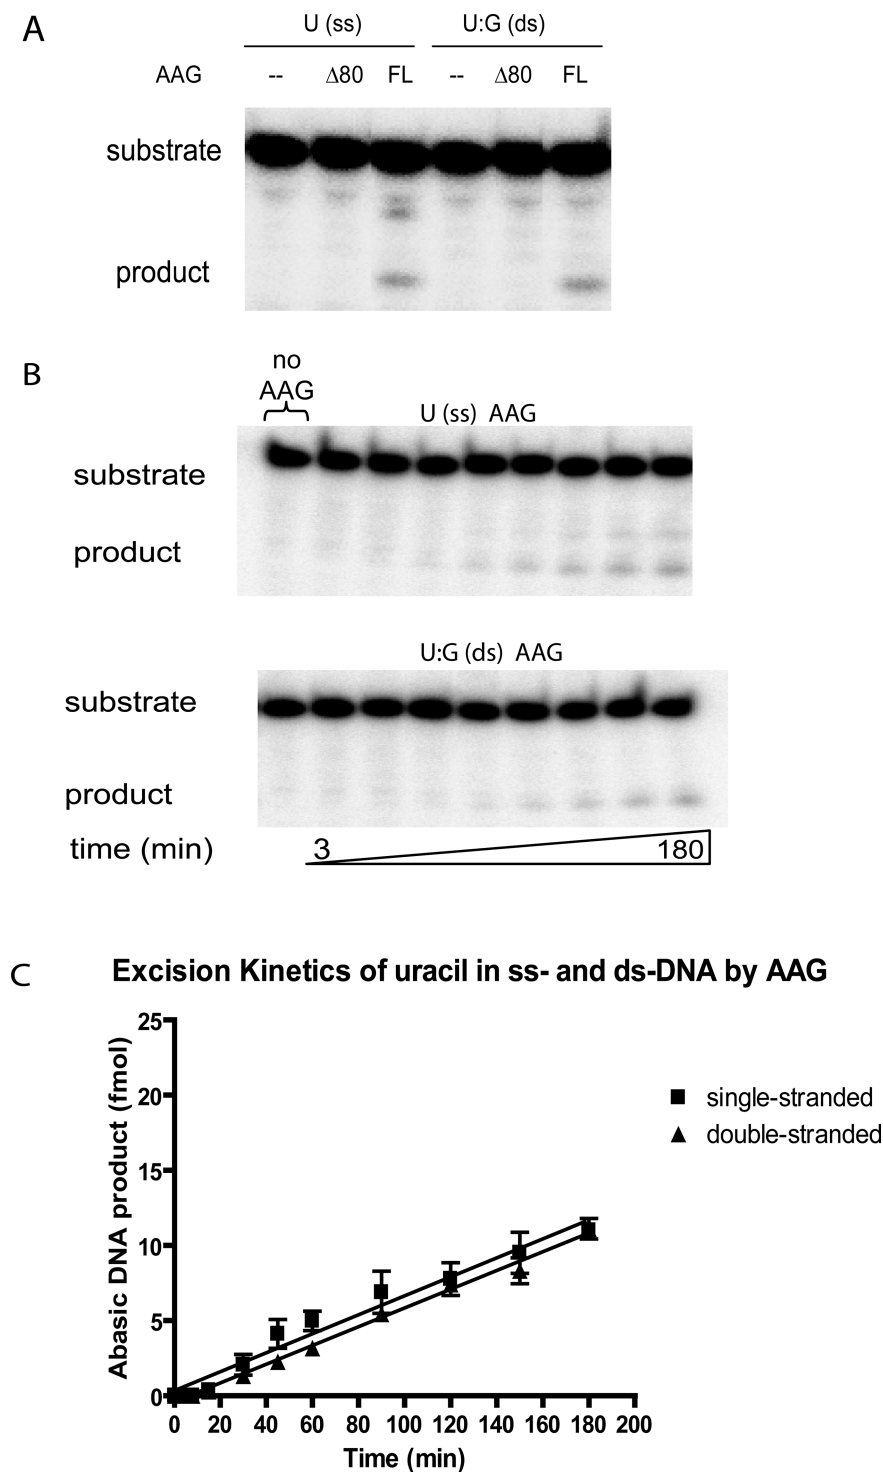 A
U (ss) U:G (ds)
AAG -- Δ80 FL -- Δ80 FL
substrate
product
B
no
AAG
U (ss) AAG
substrate
product
U:G (ds) AAG
substrate
product
time (min) 3 180
C
Excision Kinetics of uracil in ss- and ds-DNA by AAG
Abasic DNA product (fmol)
25
20
15
10
5
0
0 20 40 60 80 100 120 140 160 180 200
Time (min)
single-stranded
double-stranded